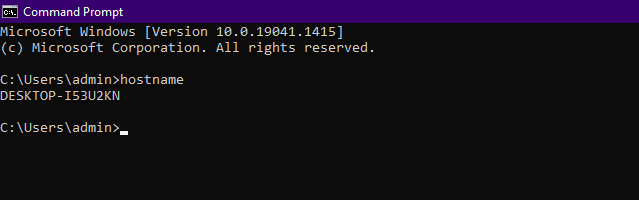 Command Prompt
Microsoft Windows [Version 10.0.19041.1415]
(c) Microsoft Corporation. All rights reserved.
C:\Users\admin>hostname
DESKTOP-I53U2KN
C:\Users\admin>